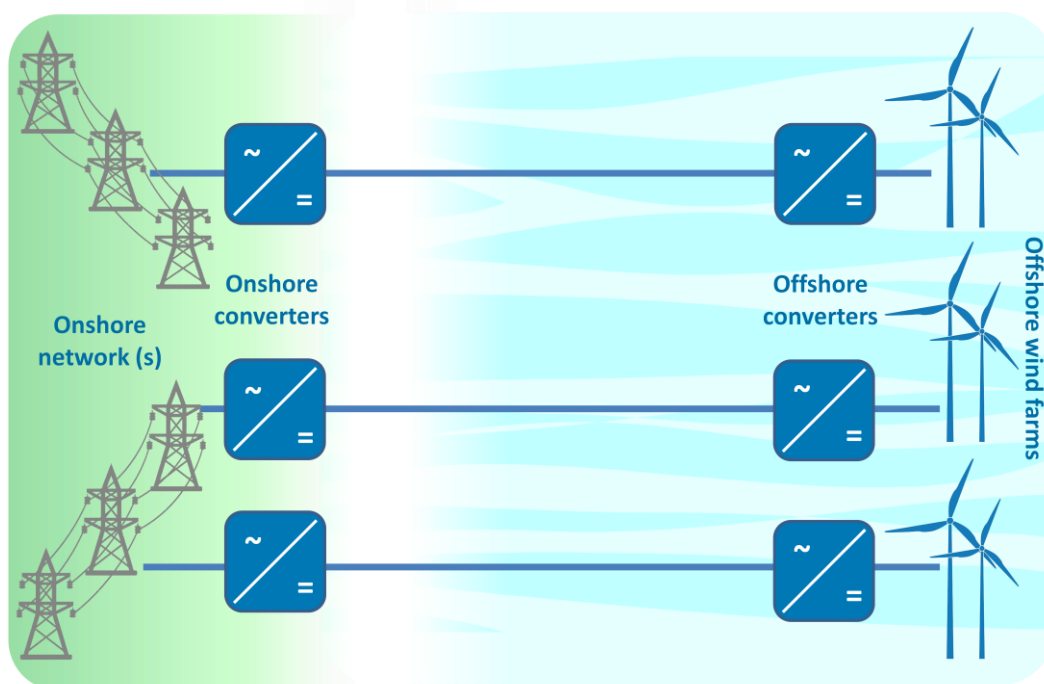 ~
=
~
=
Onshore
converters
Offshore
converters
Onshore
network (s)
Offshore wind farms
~
=
~
=
~
=
~
=